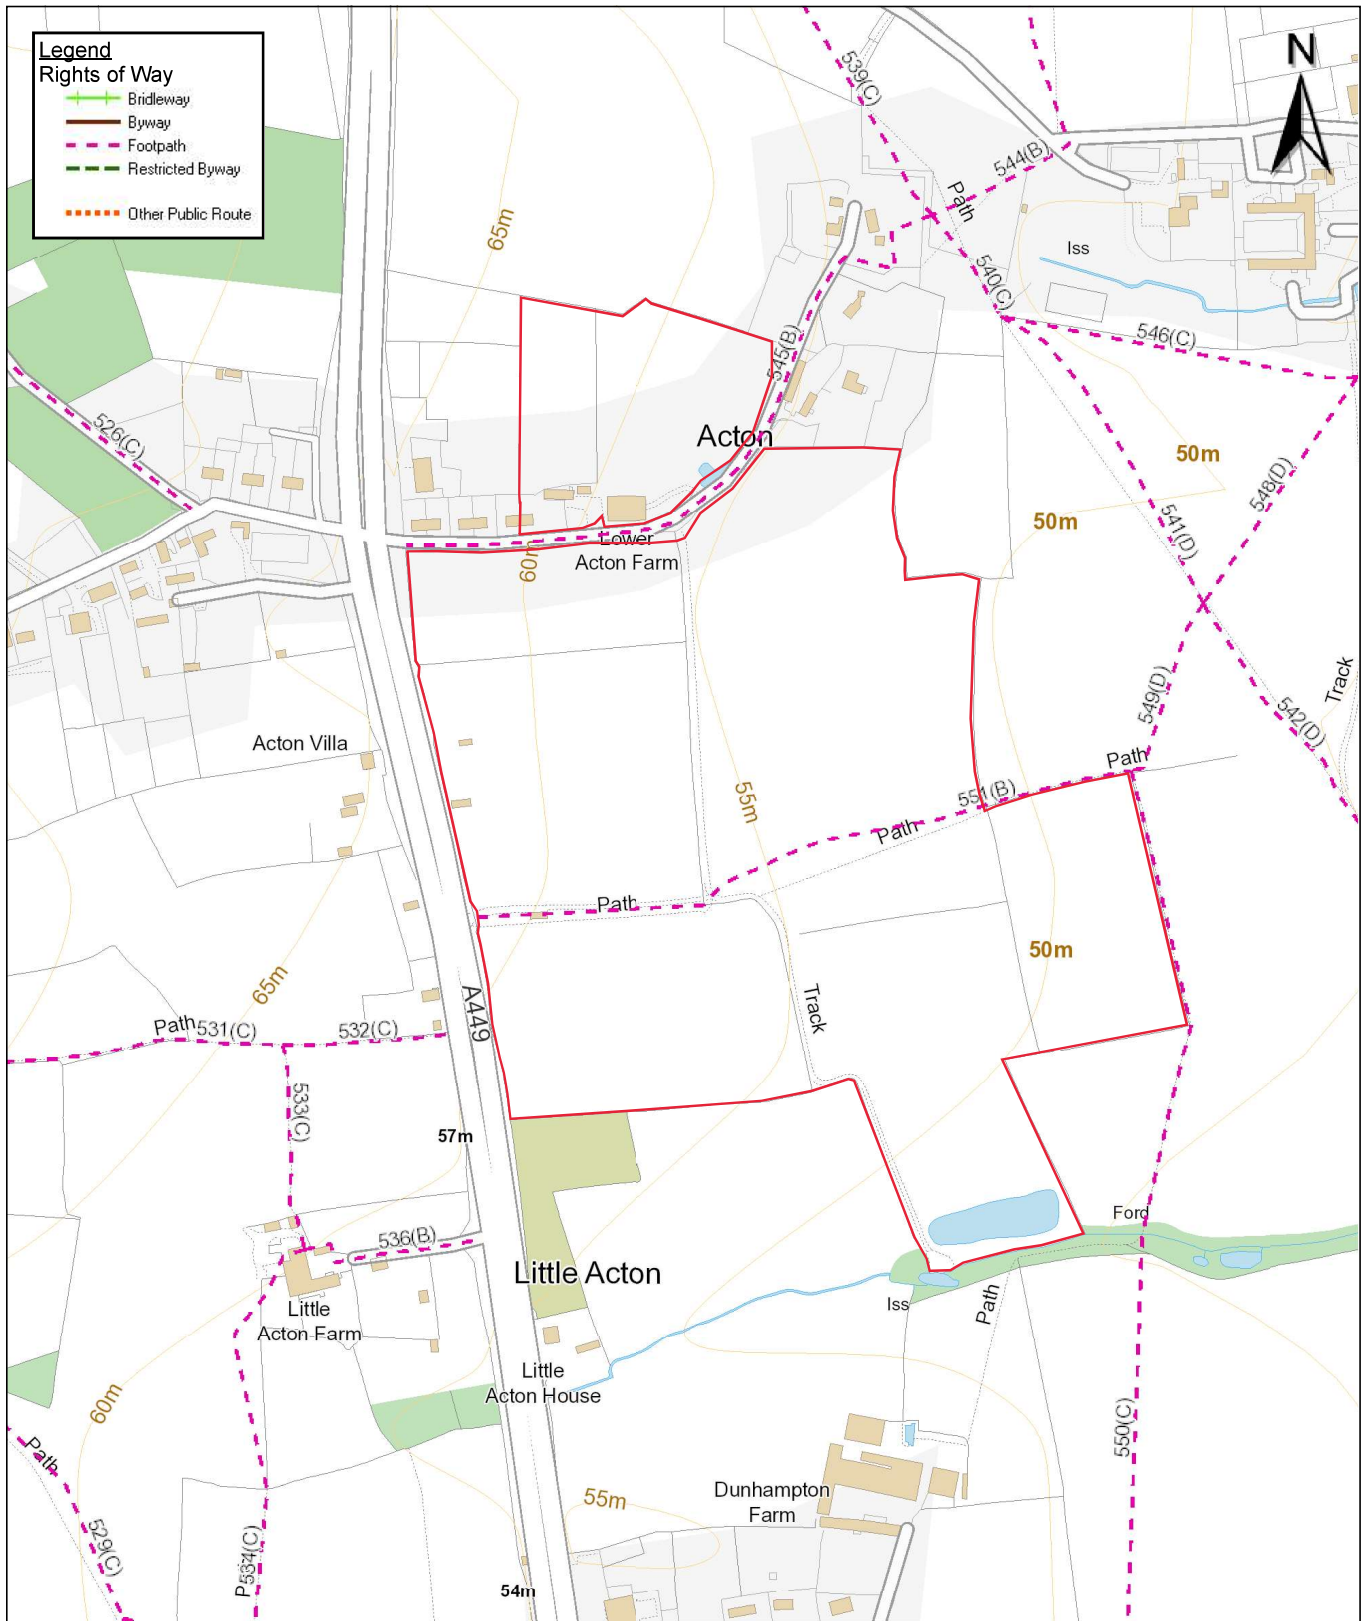 Legend
Rights of Way
Bridleway
Byway
Footpath
Restricted Byway
Other Public Route
N
539(C)
544(B)
Path
65m
Iss
540(C)
546(C)
545(B)
526(C)
Acton
50m
548(D)
50m
541(D)
Lower
Acton Farm
60m
Track
549(D)
542(D)
Acton Villa
Path
55m
551(B)
Path
Path
50m
65m
A449
Track
Path
531(C)
532(C)
533(C)
57m
Ford
536(B)
Little Acton
Iss
Path
Little
Acton Farm
Little
Acton House
60m
550(C)
Path
Dunhampton
Farm
55m
529(C)
P534(C)
54m